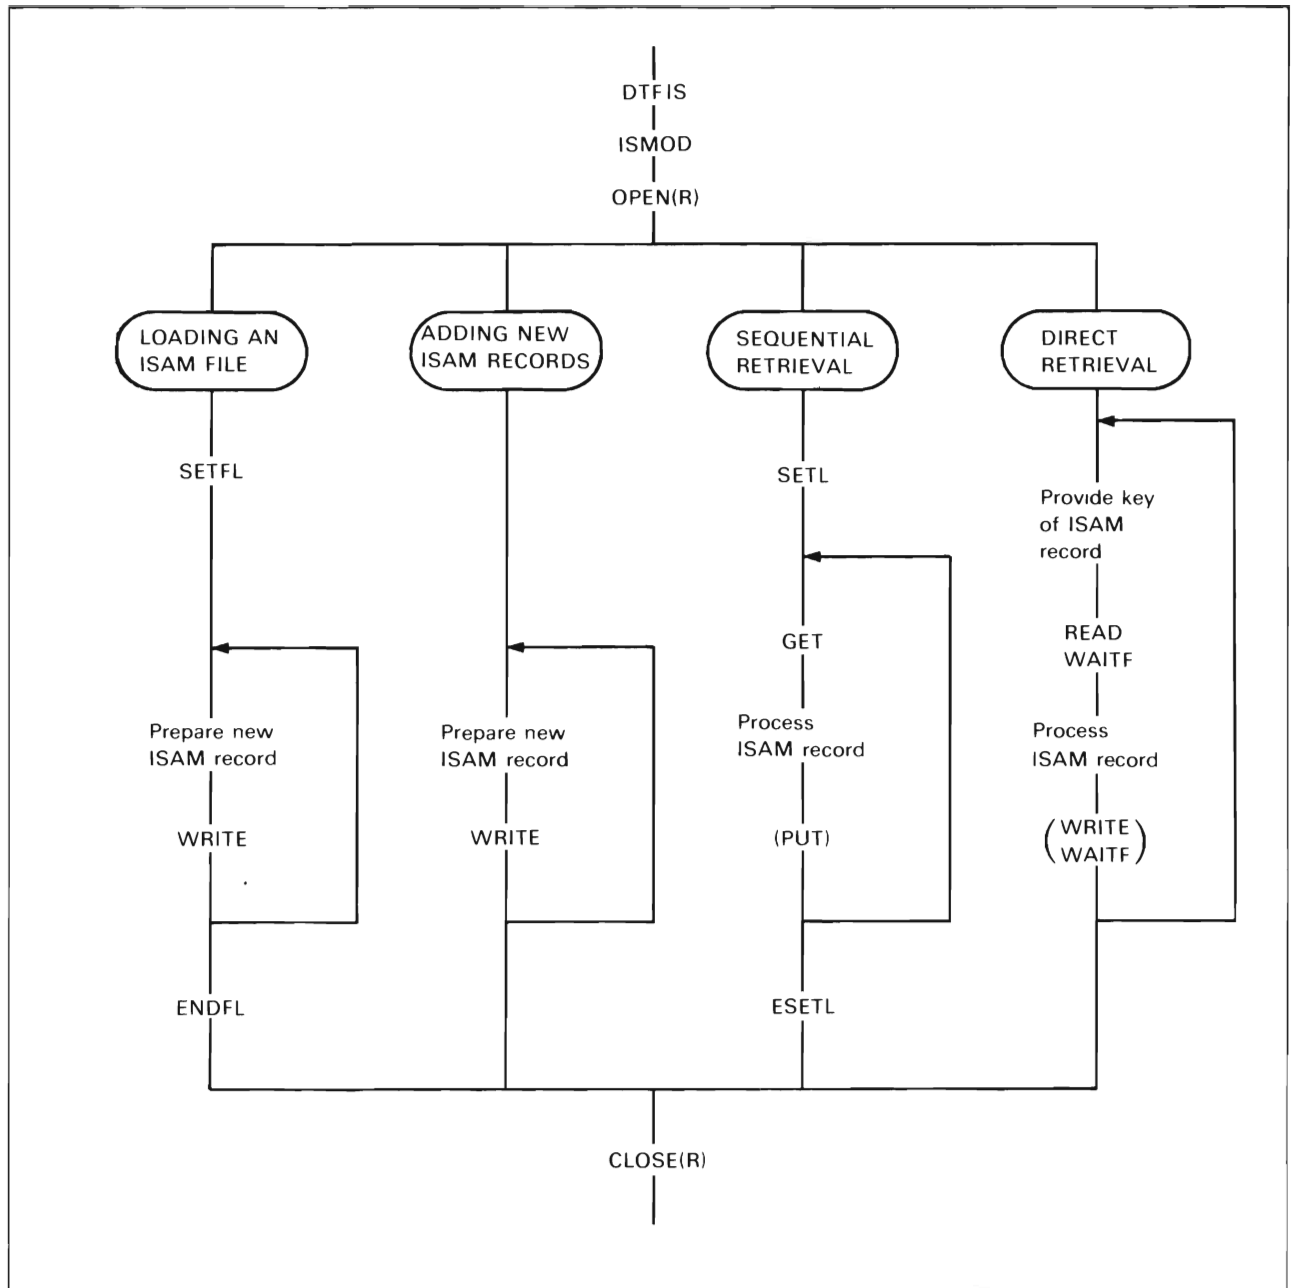 DTFIS
ISMOD
OPEN(R)
LOADING AN
ISAM FILE
SETFL
Prepare new
ISAM record
WRITE
ENDFL
ADDING NEW
ISAM RECORDS
Prepare new
ISAM record
WRITE
SEQUENTIAL
RETRIEVAL
SETL
GET
Process
ISAM record
(PUT)
ESETL
DIRECT
RETRIEVAL
Provide key
of ISAM
record
READ
WAITF
Process
ISAM record
(WRITE
WAITF)
CLOSE(R)